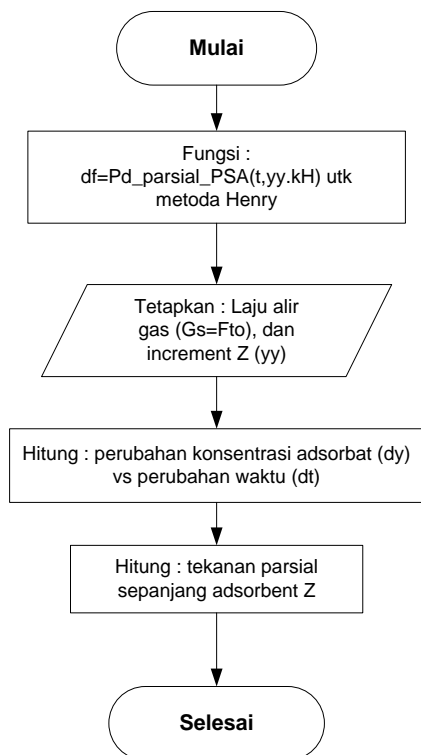 Mulai
Fungsi :
df=Pd_parsial_PSA(t,yy.kH) utk
metoda Henry
Tetapkan : Laju alir
gas (Gs=Fto), dan
increment Z (yy)
Hitung : perubahan konsentrasi adsorbat (dy)
vs perubahan waktu (dt)
Hitung : tekanan parsial
sepanjang adsorbent Z
Selesai